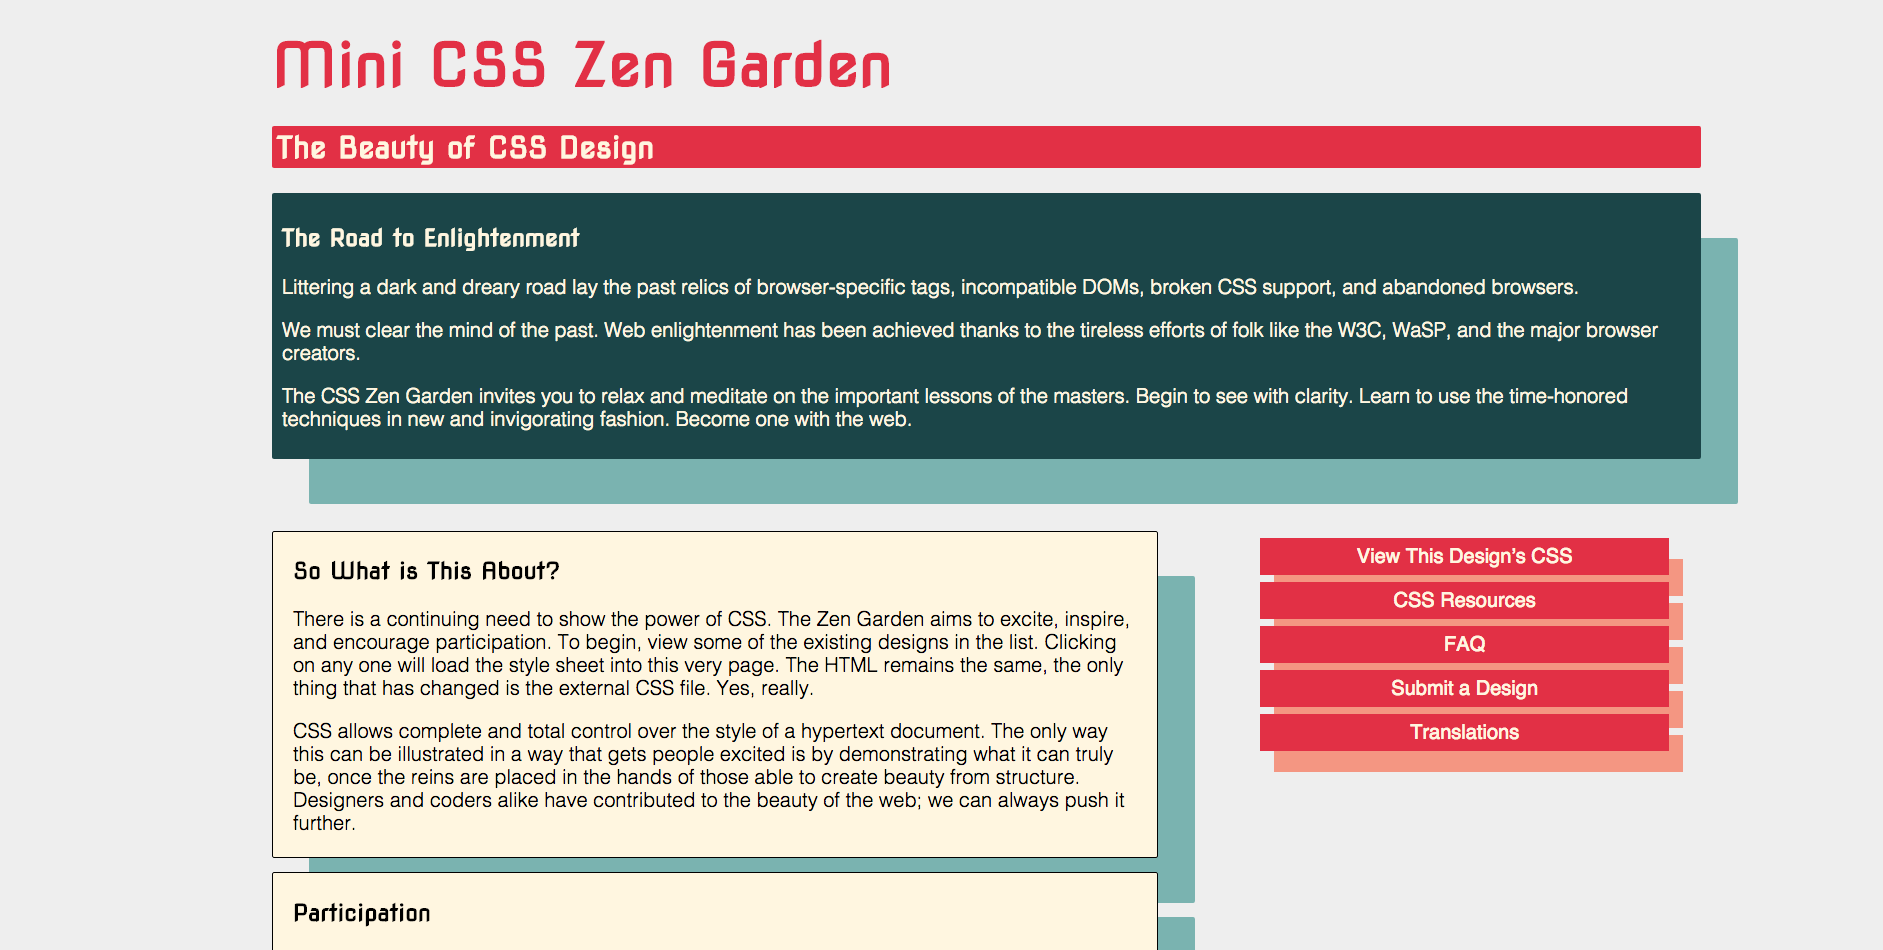 Mini CSS Zen Garden
The Beauty of CSS Design
The Road to Enlightenment
Littering a dark and dreary road lay the past relics of browser-specific tags, incompatible DOMs, broken CSS support, and abandoned browsers.
We must clear the mind of the past. Web enlightenment has been achieved thanks to the tireless efforts of folk like the W3C, WaSP, and the major browser
creators.
The CSS Zen Garden invites you to relax and meditate on the important lessons of the masters. Begin to see with clarity. Learn to use the time-honored
techniques in new and invigorating fashion. Become one with the web.
So What is This About?
There is a continuing need to show the power of CSS. The Zen Garden aims to excite, inspire,
and encourage participation. To begin, view some of the existing designs in the list. Clicking
on any one will load the style sheet into this very page. The HTML remains the same, the only
thing that has changed is the external CSS file. Yes, really.
CSS allows complete and total control over the style of a hypertext document. The only way
this can be illustrated in a way that gets people excited is by demonstrating what it can truly
be, once the reins are placed in the hands of those able to create beauty from structure.
Designers and coders alike have contributed to the beauty of the web; we can always push it
further.
Participation
View This Design’s CSS
CSS Resources
FAQ
Submit a Design
Translations